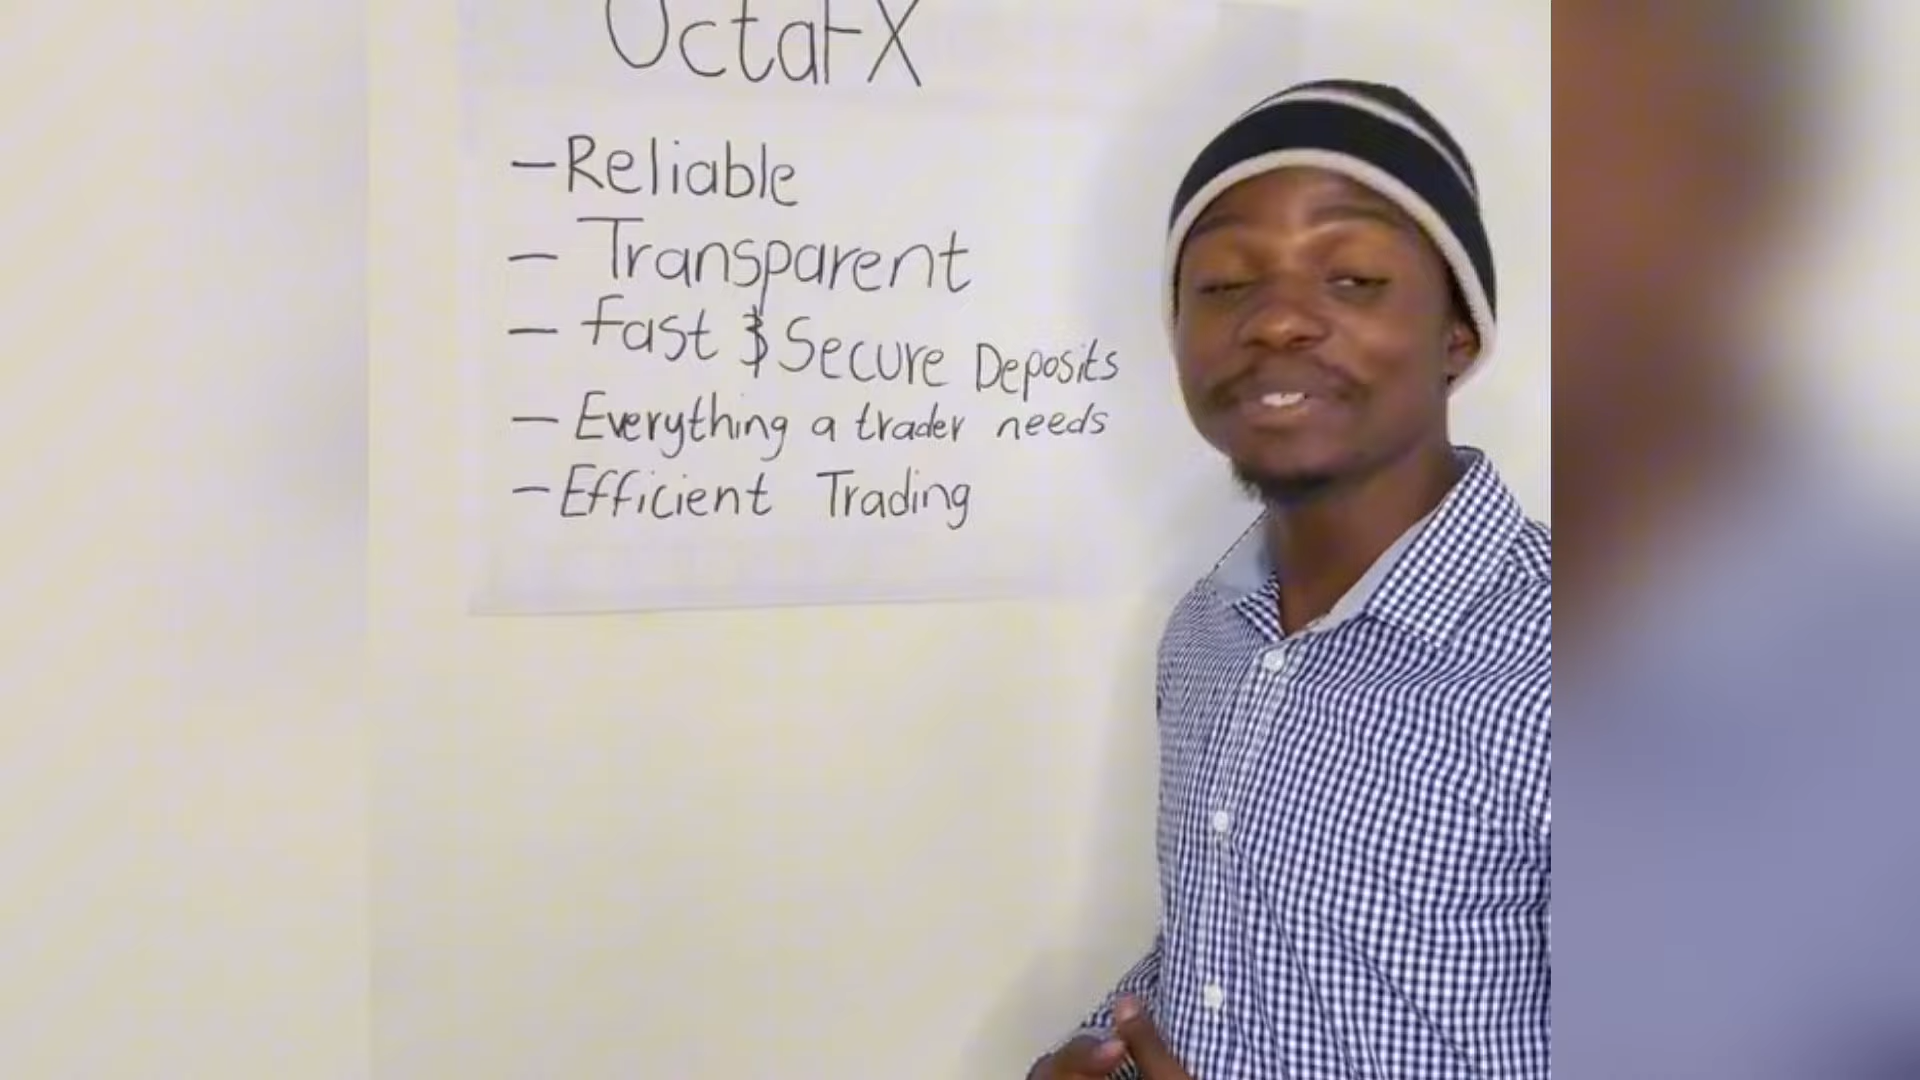 OctaFX
- Reliable
- Transparent
- Fast & Secure Deposits
- Everything a trader needs
- Efficient Trading